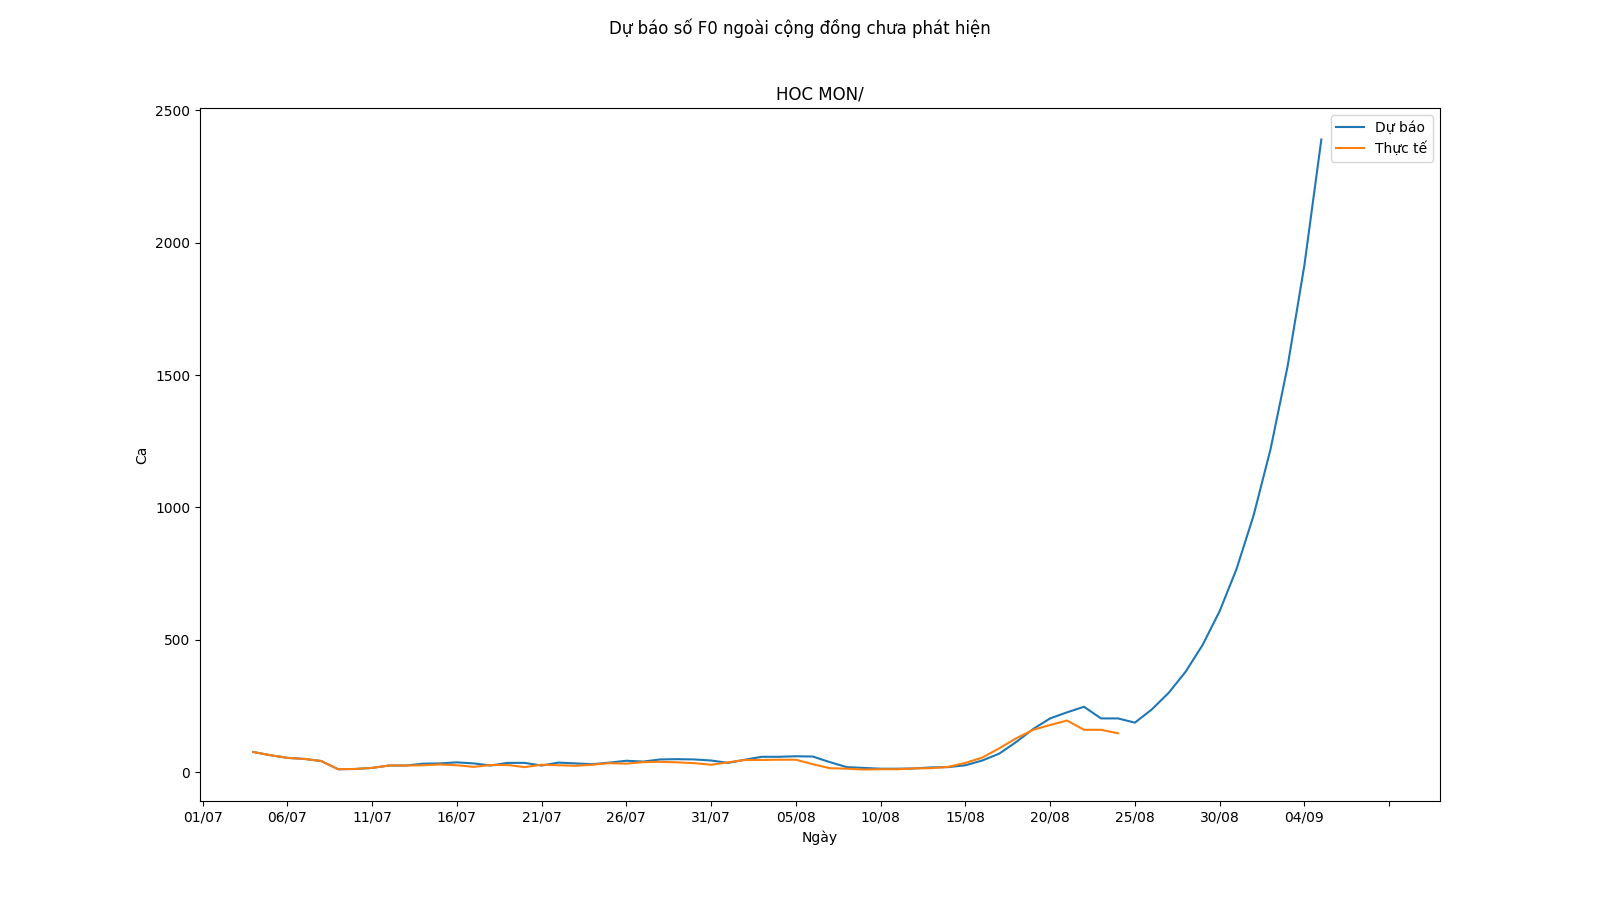 Dự báo số F0 ngoài cộng đồng chưa phát hiện
HOC MON/
2500
2000
1500
1000
500
0
Ca
Dự báo
Thực tế
01/07 06/07 11/07 16/07 21/07 26/07 31/07 05/08 10/08 15/08 20/08 25/08 30/08 04/09
Ngày